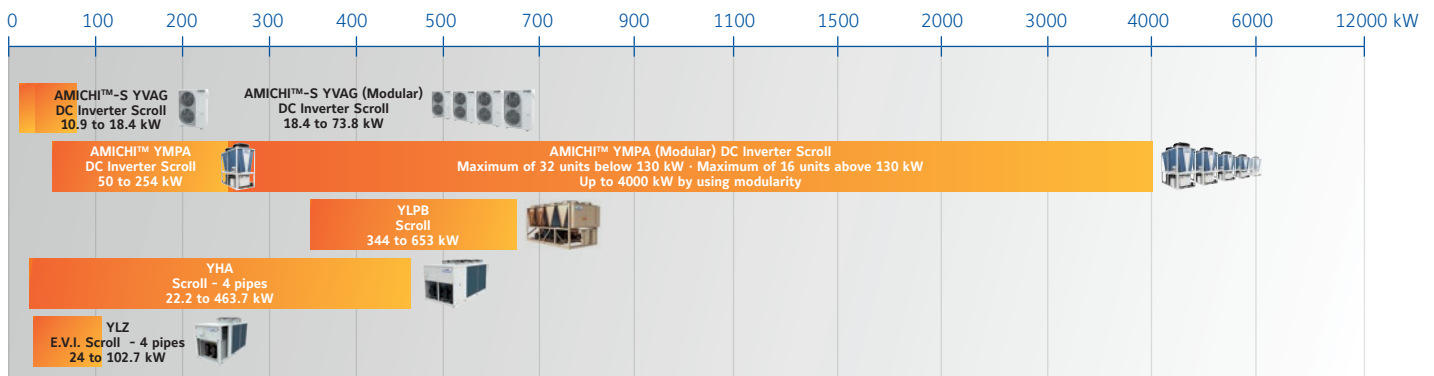 0 100 200 300 400 500 700 900 1100 1500 2000 3000 4000 6000 12000 kW
AMICHI™-S YVAG
DC Inverter Scroll
10.9 to 18.4 kW
AMICHI™-S YVAG (Modular)
DC Inverter Scroll
18.4 to 73.8 kW
AMICHI™ YMPA
DC Inverter Scroll
50 to 254 kW
AMICHI™ YMPA (Modular) DC Inverter Scroll
Maximum of 32 units below 130 kW · Maximum of 16 units above 130 kW
Up to 4000 kW by using modularity
YLPB
Scroll
344 to 653 kW
YHA
Scroll - 4 pipes
22.2 to 463.7 kW
YLZ
E.V.I. Scroll - 4 pipes
24 to 102.7 kW